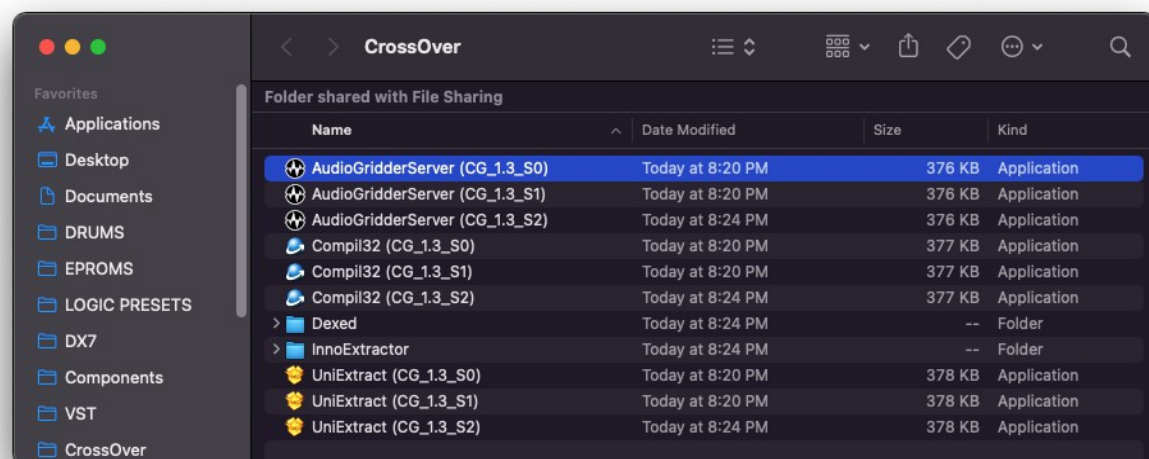 CrossOver
Favorites
Applications
Desktop
Documents
DRUMS
EPROMS
LOGIC PRESETS
DX7
Components
VST
CrossOver
Folder shared with File Sharing
Name Date Modified Size Kind
AudioGridderServer (CG_1.3_S0) Today at 8:20 PM 376 KB Application
AudioGridderServer (CG_1.3_S1) Today at 8:20 PM 376 KB Application
AudioGridderServer (CG_1.3_S2) Today at 8:24 PM 376 KB Application
Compil32 (CG_1.3_S0) Today at 8:20 PM 377 KB Application
Compil32 (CG_1.3_S1) Today at 8:20 PM 377 KB Application
Compil32 (CG_1.3_S2) Today at 8:24 PM 377 KB Application
Dexed Today at 8:24 PM -- Folder
InnoExtractor Today at 8:24 PM -- Folder
UniExtract (CG_1.3_S0) Today at 8:20 PM 378 KB Application
UniExtract (CG_1.3_S1) Today at 8:20 PM 378 KB Application
UniExtract (CG_1.3_S2) Today at 8:24 PM 378 KB Application